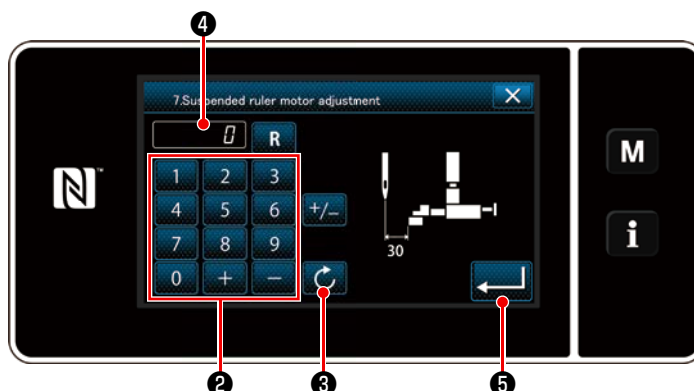 ❹
7.Suspended ruler motor adjustment
0
R
1 2 3
4 5 6 +/−
7 8 9
0 + −
30
N™
M
i
❷ ❸ ❺